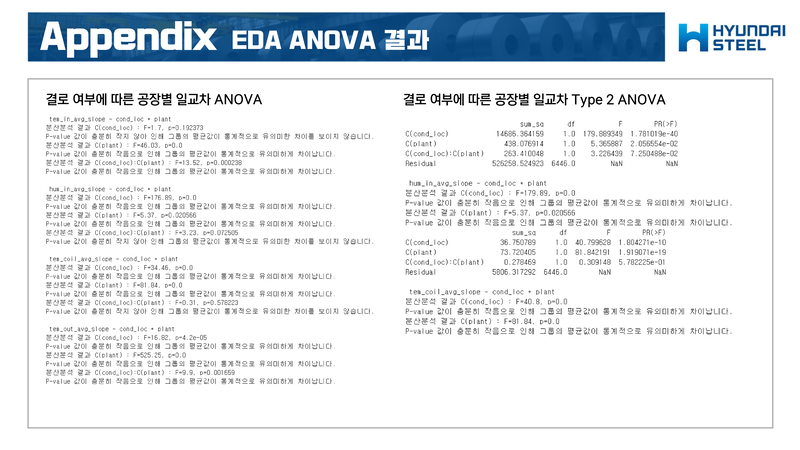 Appendix EDA ANOVA 결과
HYUNDAI
STEEL
결로 여부에 따른 공장별 일교차 ANOVA
tem_in_avg_slope ~ cond_loc * plant
분산분석 결과 C(cond_loc) : F=1.7, p=0.192373
P-value 값이 충분히 작지 않아 인해 그룹의 평균값이 통계적으로 유의미한 차이를 보이지 않습니다.
분산분석 결과 C(plant) : F=46.03, p=0.0
P-value 값이 충분히 작음으로 인해 그룹의 평균값이 통계적으로 유의미하게 차이납니다.
분산분석 결과 C(cond_loc):C(plant) : F=13.52, p=0.000238
P-value 값이 충분히 작음으로 인해 그룹의 평균값이 통계적으로 유의미하게 차이납니다.
hum_in_avg_slope ~ cond_loc * plant
분산분석 결과 C(cond_loc) : F=176.89, p=0.0
P-value 값이 충분히 작음으로 인해 그룹의 평균값이 통계적으로 유의미하게 차이납니다.
분산분석 결과 C(plant) : F=5.37, p=0.020566
P-value 값이 충분히 작음으로 인해 그룹의 평균값이 통계적으로 유의미하게 차이납니다.
분산분석 결과 C(cond_loc):C(plant) : F=3.23, p=0.072505
P-value 값이 충분히 작지 않아 인해 그룹의 평균값이 통계적으로 유의미한 차이를 보이지 않습니다.
tem_coil_avg_slope ~ cond_loc * plant
분산분석 결과 C(cond_loc) : F=34.46, p=0.0
P-value 값이 충분히 작음으로 인해 그룹의 평균값이 통계적으로 유의미하게 차이납니다.
분산분석 결과 C(plant) : F=81.84, p=0.0
P-value 값이 충분히 작음으로 인해 그룹의 평균값이 통계적으로 유의미하게 차이납니다.
분산분석 결과 C(cond_loc):C(plant) : F=0.31, p=0.578223
P-value 값이 충분히 작지 않아 인해 그룹의 평균값이 통계적으로 유의미한 차이를 보이지 않습니다.
tem_out_avg_slope ~ cond_loc * plant
분산분석 결과 C(cond_loc) : F=16.82, p=4.2e-05
P-value 값이 충분히 작음으로 인해 그룹의 평균값이 통계적으로 유의미하게 차이납니다.
분산분석 결과 C(plant) : F=525.25, p=0.0
P-value 값이 충분히 작음으로 인해 그룹의 평균값이 통계적으로 유의미하게 차이납니다.
분산분석 결과 C(cond_loc):C(plant) : F=9.9, p=0.001659
P-value 값이 충분히 작음으로 인해 그룹의 평균값이 통계적으로 유의미하게 차이납니다.
결로 여부에 따른 공장별 일교차 Type 2 ANOVA
sum_sq df F PR(>F)
C(cond_loc) 14686.364159 1.0 179.889349 1.781019e-40
C(plant) 438.076914 1.0 5.365887 2.056554e-02
C(cond_loc):C(plant) 263.410048 1.0 3.226439 7.250488e-02
Residual 526258.524923 6446.0 NaN NaN
hum_in_avg_slope ~ cond_loc * plant
분산분석 결과 C(cond_loc) : F=179.89, p=0.0
P-value 값이 충분히 작음으로 인해 그룹의 평균값이 통계적으로 유의미하게 차이납니다.
분산분석 결과 C(plant) : F=5.37, p=0.020566
P-value 값이 충분히 작음으로 인해 그룹의 평균값이 통계적으로 유의미하게 차이납니다.
sum_sq df F PR(>F)
C(cond_loc) 36.750789 1.0 40.799628 1.804271e-10
C(plant) 73.720405 1.0 81.842191 1.919071e-19
C(cond_loc):C(plant) 0.278469 1.0 0.309148 5.782225e-01
Residual 5806.317292 6446.0 NaN NaN
tem_coil_avg_slope ~ cond_loc * plant
분산분석 결과 C(cond_loc) : F=40.8, p=0.0
P-value 값이 충분히 작음으로 인해 그룹의 평균값이 통계적으로 유의미하게 차이납니다.
분산분석 결과 C(plant) : F=81.84, p=0.0
P-value 값이 충분히 작음으로 인해 그룹의 평균값이 통계적으로 유의미하게 차이납니다.